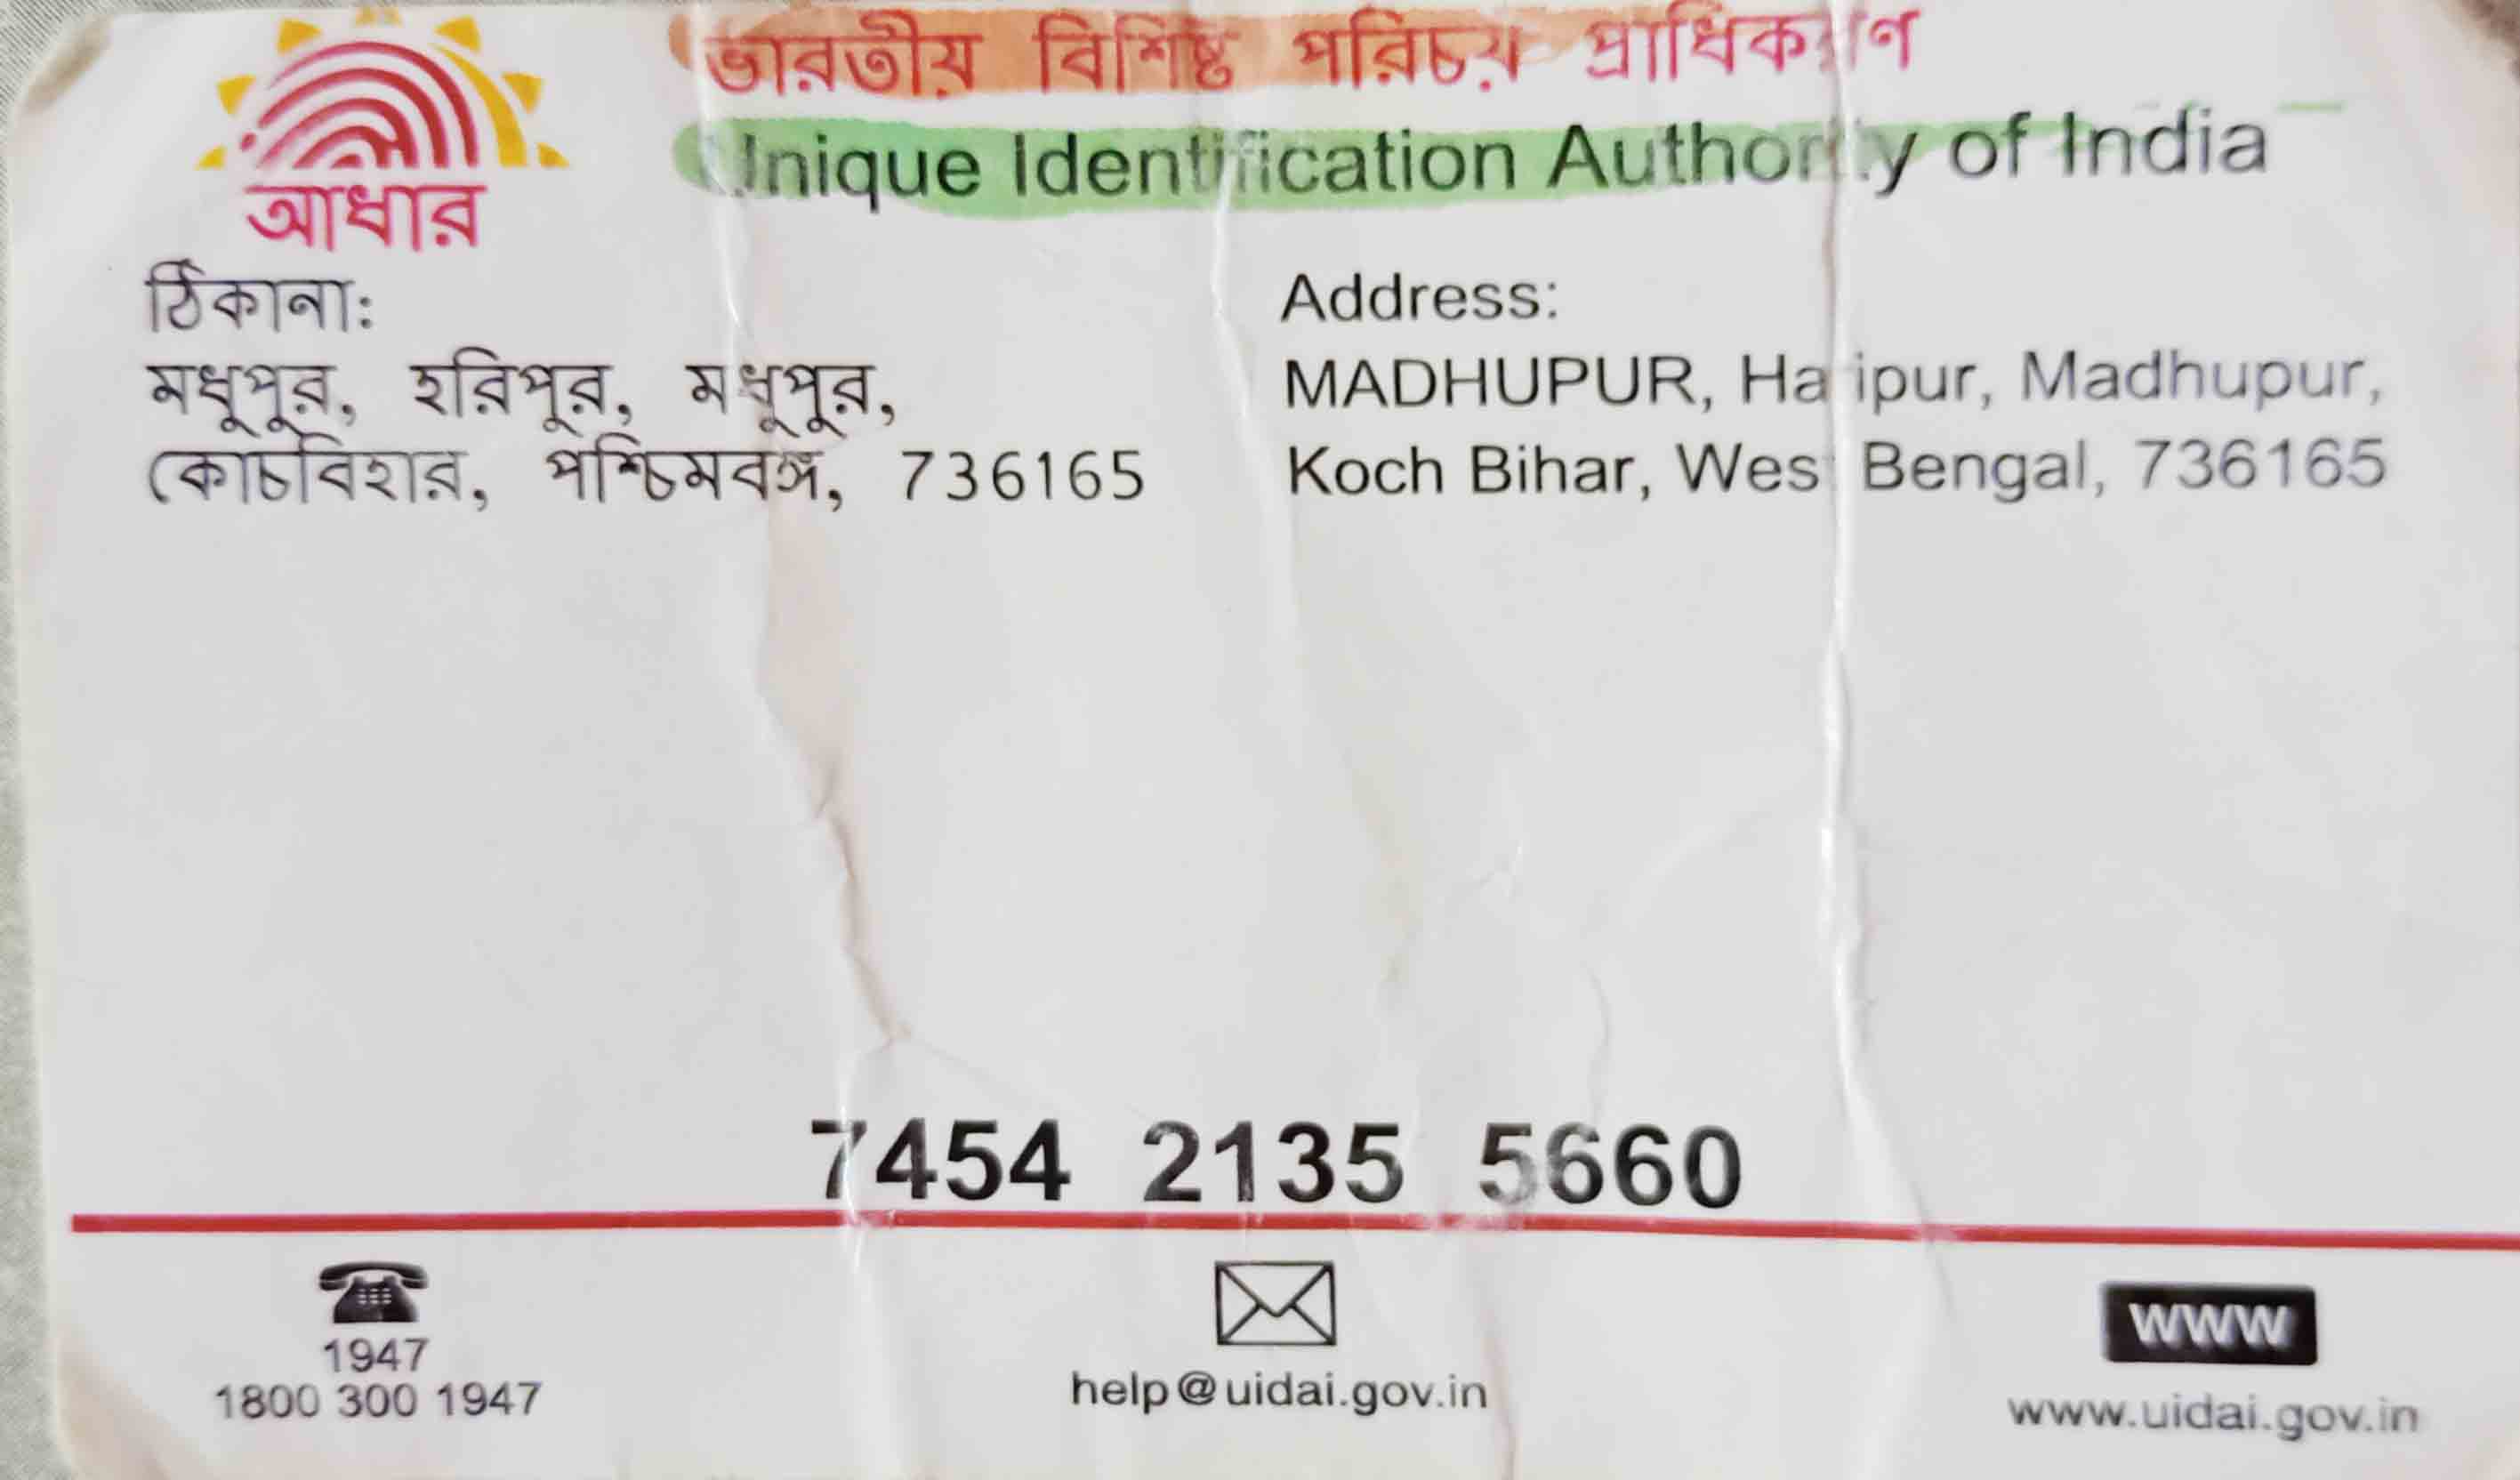 ভারতীয় বিশিষ্ট পরিচয় প্রাধিকরণ
Unique Identification Authority of India
আধার
ঠিকানা:
মধুপুর, হরিপুর, মধুপুর,
কোচবিহার, পশ্চিমবঙ্গ, 736165
Address:
MADHUPUR, Haripur, Madhupur,
Koch Bihar, West Bengal, 736165
7454 2135 5660
1947
1800 300 1947
help@uidai.gov.in
www
www.uidai.gov.in